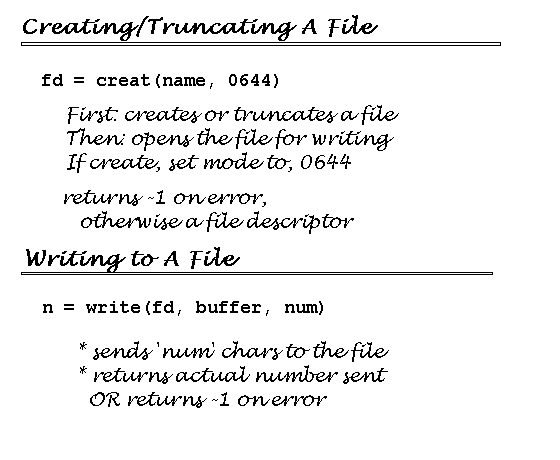 Creating/Truncating A File
fd = creat(name, 0644)
First: creates or truncates a file
Then: opens the file for writing
If create, set mode to, 0644
returns -1 on error,
otherwise a file descriptor
Writing to A File
n = write(fd, buffer, num)
* sends 'num' chars to the file
* returns actual number sent
OR returns -1 on error